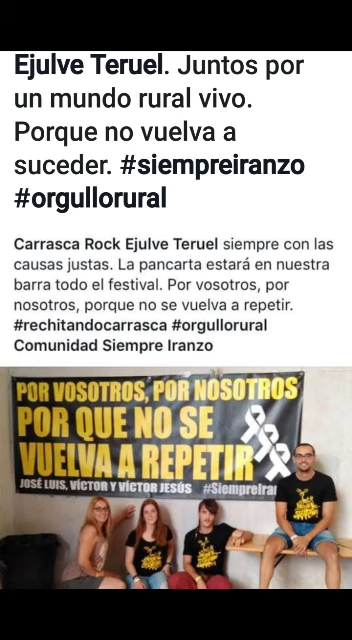 Ejulve Teruel. Juntos por
un mundo rural vivo.
Porque no vuelva a
suceder. #siempreiranzo
#orgullorural
Carrasca Rock Ejulve Teruel siempre con las
causas justas. La pancarta estará en nuestra
barra todo el festival. Por vosotros, por
nosotros, porque no se vuelva a repetir.
#rechitandocarrasca #orgullorural
Comunidad Siempre Iranzo
POR VOSOTROS, POR NOSOTROS
POR QUE NO SE
VUELVA A REPETIR
JOSÉ LUIS, VÍCTOR Y VÍCTOR JESÚS #SiempreIra